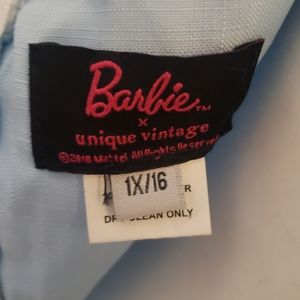 Barbie™
x
unique vintage
©2018 Mattel All Rights Reserved
1X/16
DRY CLEAN ONLY